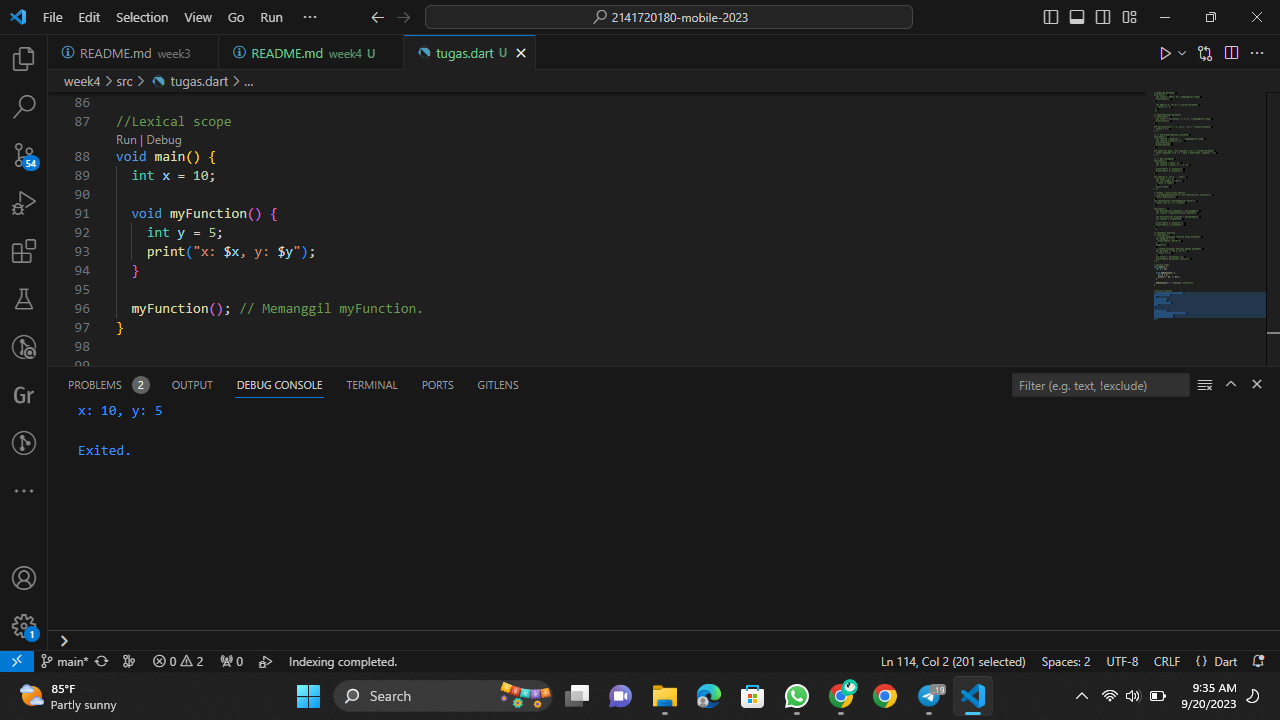 File Edit Selection View Go Run ··· 2141720180-mobile-2023
README.md week3 README.md week4 U tugas.dart U
week4 > src > tugas.dart > ...
86
87 //Lexical scope
Run | Debug
88 void main() {
89 int x = 10;
90
91 void myFunction() {
92 int y = 5;
93 print("x: $x, y: $y");
94 }
95
96 myFunction(); // Memanggil myFunction.
97 }
98
99
PROBLEMS 2 OUTPUT DEBUG CONSOLE TERMINAL PORTS GITLENS Filter (e.g. text, !exclude)
x: 10, y: 5
Exited.
54
Gr
1
main* 0 2 0 Indexing completed. Ln 114, Col 2 (201 selected) Spaces: 2 UTF-8 CRLF {} Dart
85°F
Partly sunny
Search
.19
9:35 AM
9/20/2023